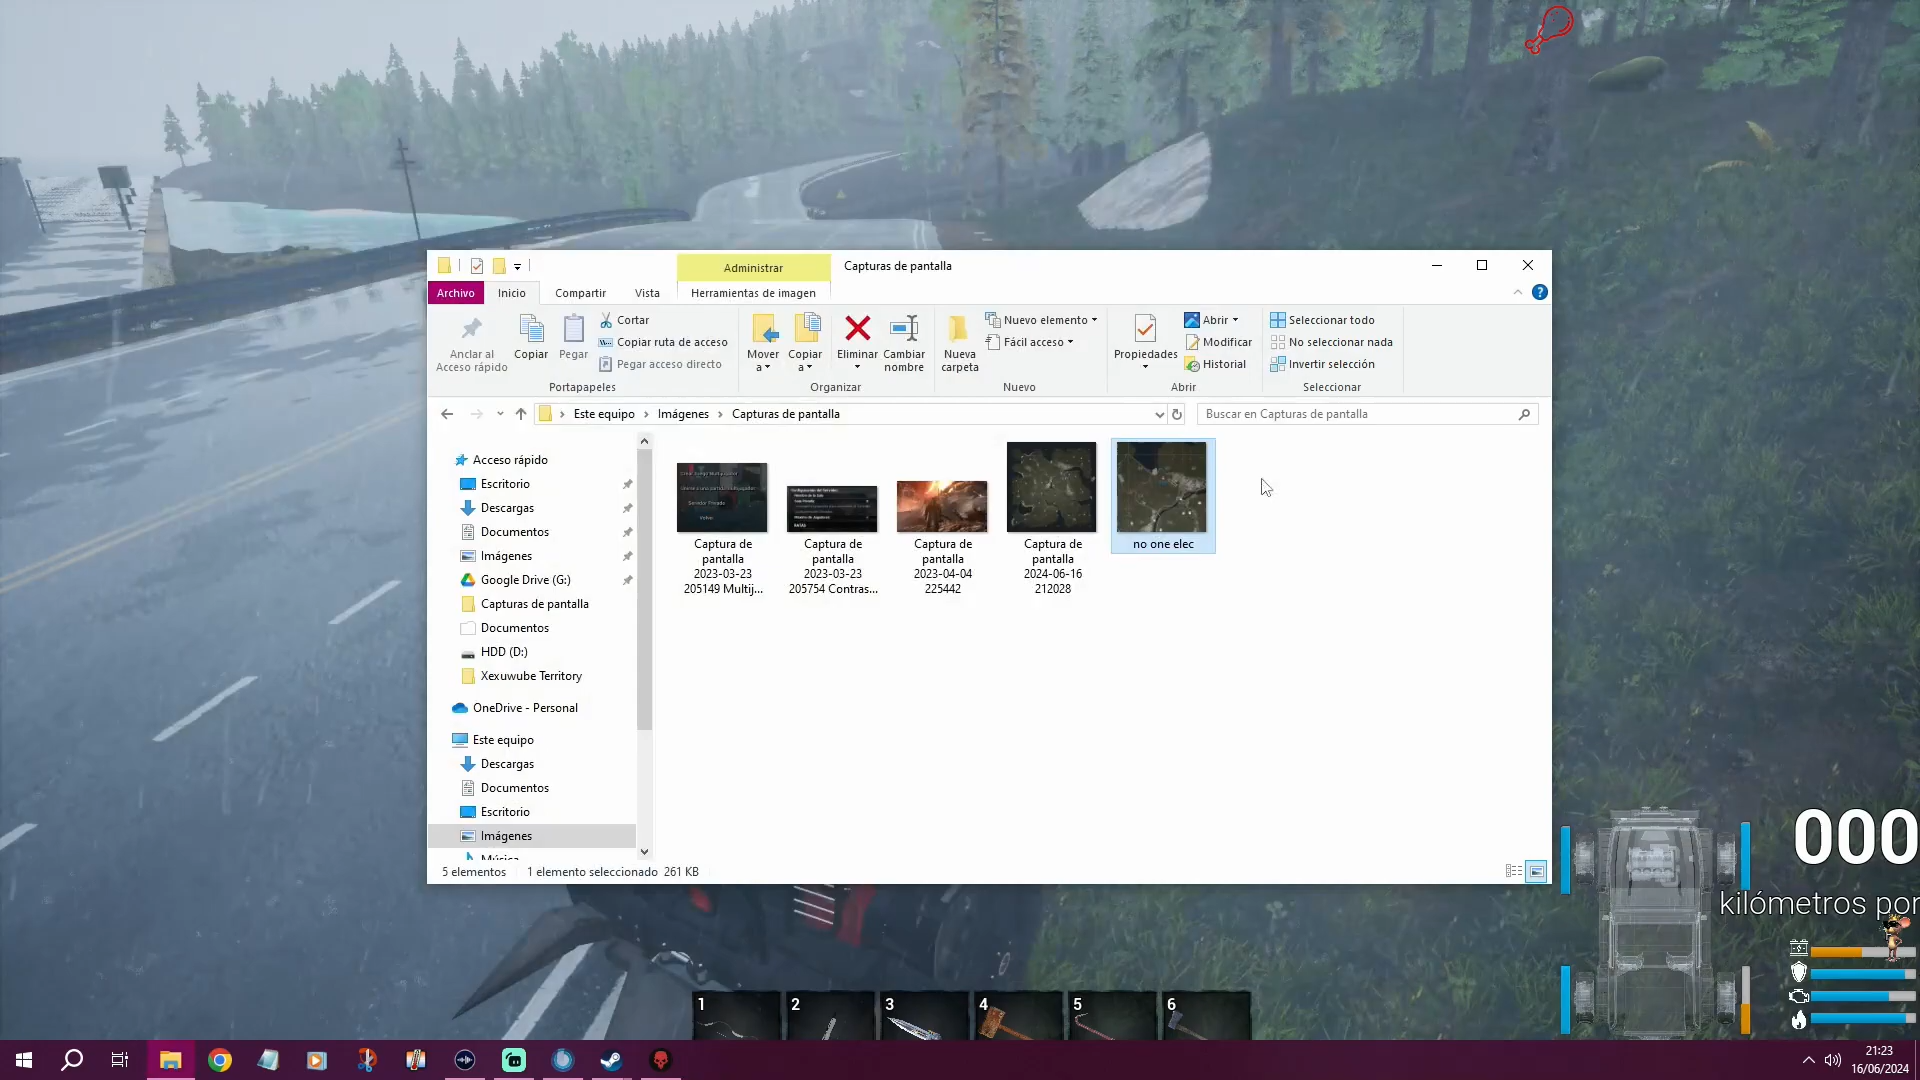 Administrar
Capturas de pantalla
Archivo
Inicio
Compartir
Vista
Herramientas de imagen
Anclar al
Acceso rápido
Copiar
Pegar
Cortar
Copiar ruta de acceso
Pegar acceso directo
Portapapeles
Mover
a
Copiar
a
Eliminar
Cambiar
nombre
Organizar
Nueva
carpeta
Nuevo elemento
Fácil acceso
Nuevo
Propiedades
Abrir
Modificar
Historial
Abrir
Seleccionar todo
No seleccionar nada
Invertir selección
Seleccionar
Este equipo > Imágenes > Capturas de pantalla
Buscar en Capturas de pantalla
Acceso rápido
Escritorio
Descargas
Documentos
Imágenes
Google Drive (G:)
Capturas de pantalla
Documentos
HDD (D:)
Xexuwube Territory
OneDrive - Personal
Este equipo
Descargas
Documentos
Escritorio
Imágenes
Música
Captura de
pantalla
2023-03-23
205149 Multij...
Captura de
pantalla
2023-03-23
205754 Contras...
Captura de
pantalla
2023-04-04
225442
Captura de
pantalla
2024-06-16
212028
no one elec
5 elementos
1 elemento seleccionado 261 KB
000
kilómetros por
1
2
3
4
5
6
21:23
16/06/2024